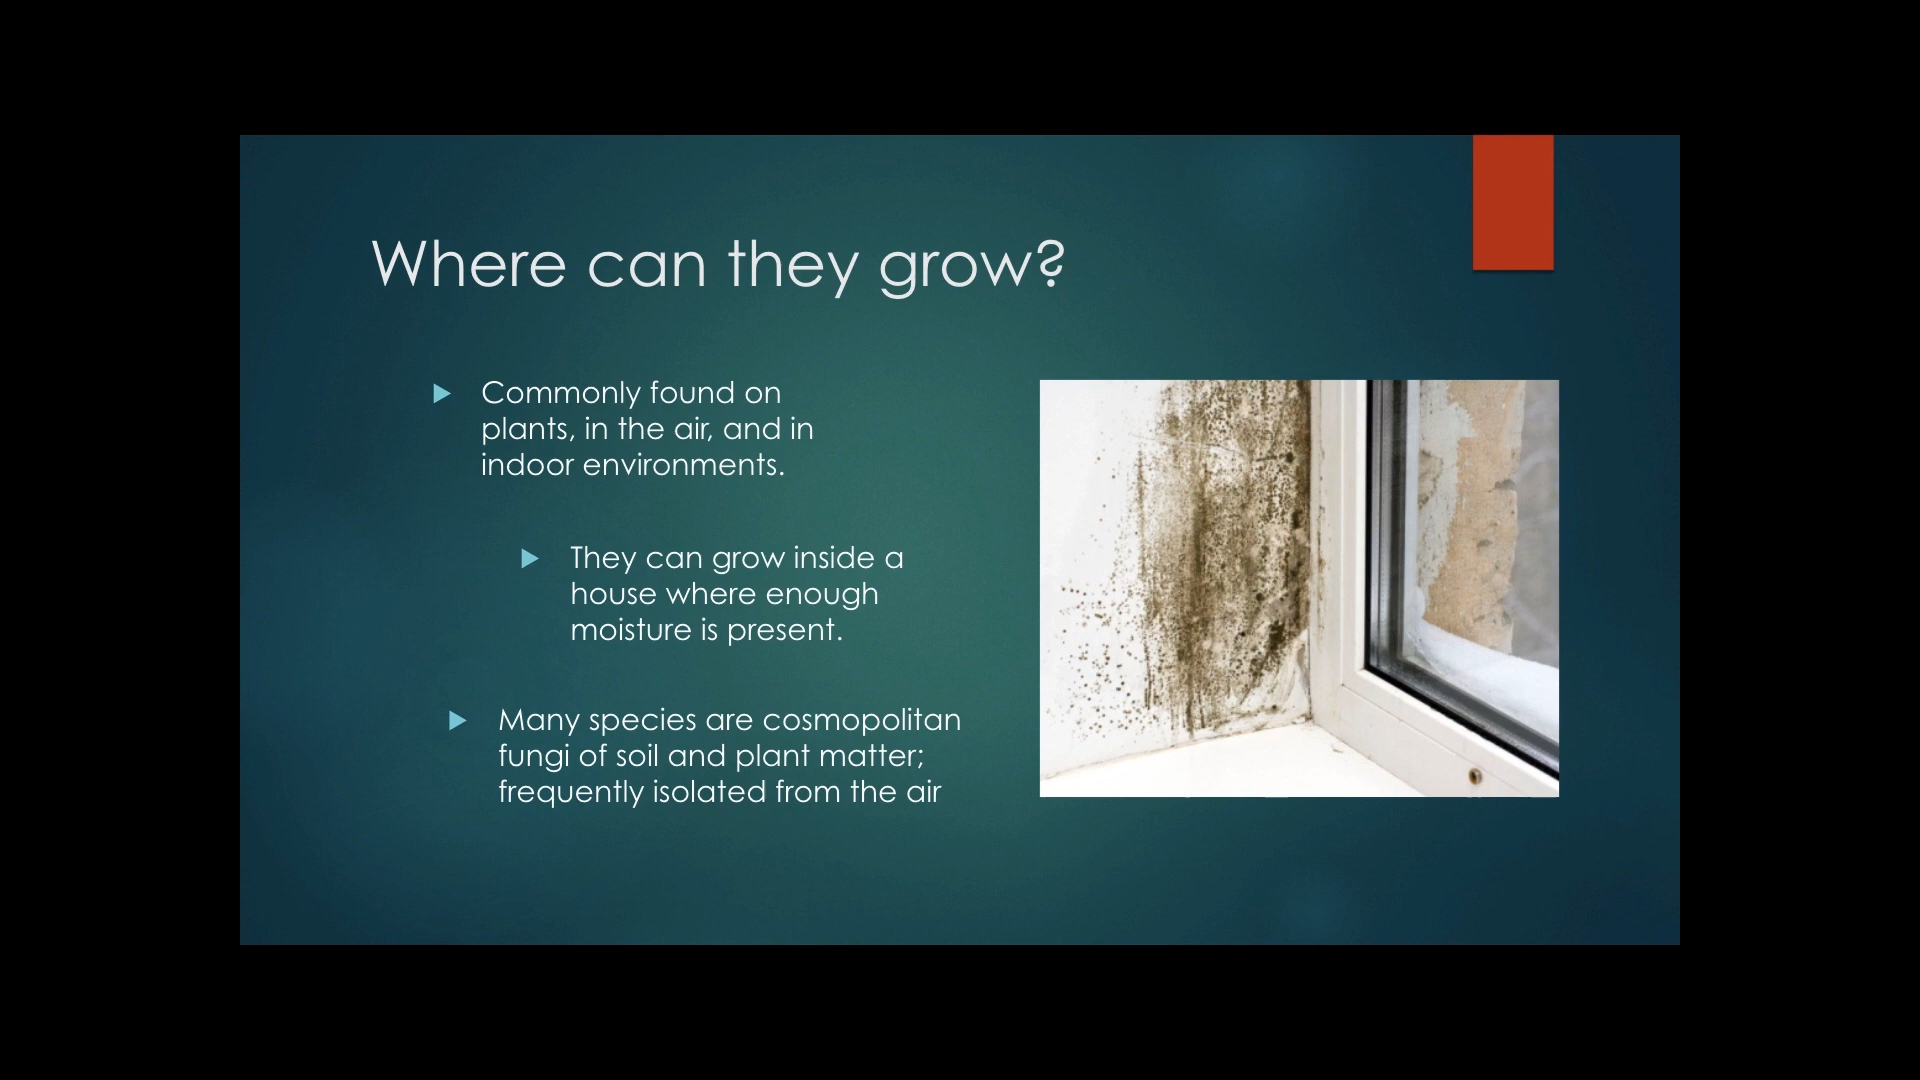 Where can they grow?
Commonly found on
plants, in the air, and in
indoor environments.
They can grow inside a
house where enough
moisture is present.
Many species are cosmopolitan
fungi of soil and plant matter;
frequently isolated from the air